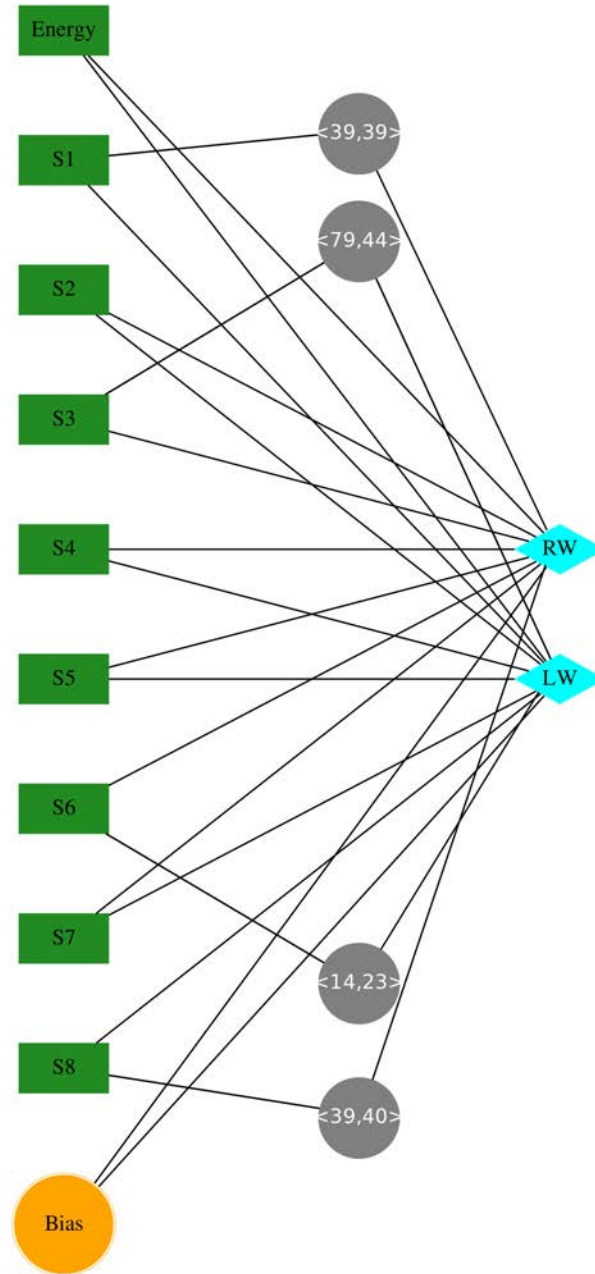 Energy
S1
<39,39>
<79,44>
S2
S3
S4
RW
S5
LW
S6
S7
<14,23>
S8
<39,40>
Bias